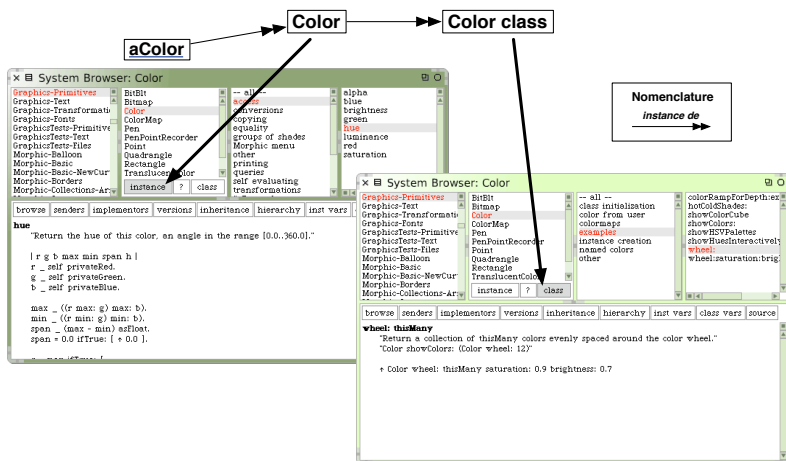 Color
Color class
aColor
Nomenclature
instance de
System Browser: Color
Graphics-Primitives
Graphics-Text
Graphics-Transformatio
Graphics-Fonts
GraphicsTests-Primitive
GraphicsTests-Text
GraphicsTests-Files
Morphic-Balloon
Morphic-Basic
Morphic-Basic-NewCur
Morphic-Borders
Morphic-Collections-Ar
BitBlt
Bitmap
Color
ColorMap
Pen
PenPointRecorder
Point
Quadrangle
Rectangle
TranslucentColor
instance ? class
-- all --
access
conversions
copying
equality
groups of shades
Morphic menu
other
printing
queries
self evaluating
transformations
alpha
blue
brightness
green
hue
luminance
red
saturation
browse senders implementors versions inheritance hierarchy inst vars
hue
"Return the hue of this color, an angle in the range [0.0..360.0]."
| r g b max min span h |
r _ self privateRed.
g _ self privateGreen.
b _ self privateBlue.
max _ ((r max: g) max: b).
min _ ((r min: g) min: b).
span _ (max - min) asFloat.
span = 0.0 ifTrue: [ ↑ 0.0 ].
System Browser: Color
Graphics-Primitives
Graphics-Text
Graphics-Transformatio
Graphics-Fonts
GraphicsTests-Primitive
GraphicsTests-Text
GraphicsTests-Files
Morphic-Balloon
Morphic-Basic
Morphic-Basic-NewCur
Morphic-Borders
Morphic-Collections-Ar
BitBlt
Bitmap
Color
ColorMap
Pen
PenPointRecorder
Point
Quadrangle
Rectangle
TranslucentColor
instance ? class
-- all --
class initialization
color from user
colormaps
examples
instance creation
named colors
other
colorRampForDepth:ex
hotColdShades:
showColorCube
showColors:
showHSVPalettes
showHuesInteractively
wheel:
wheel:saturation:brig
browse senders implementors versions inheritance hierarchy inst vars class vars source
wheel: thisMany
"Return a collection of thisMany colors evenly spaced around the color wheel."
"Color showColors: (Color wheel: 12)"
↑ Color wheel: thisMany saturation: 0.9 brightness: 0.7